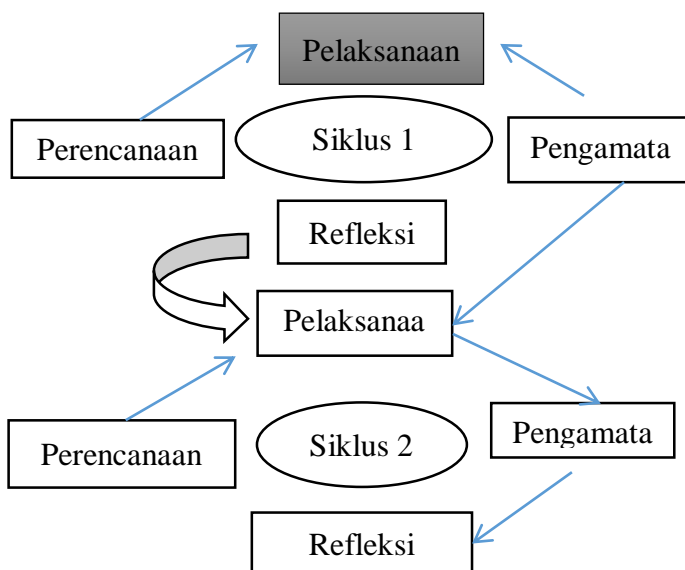 Pelaksanaan
Perencanaan
Siklus 1
Pengamata
Refleksi
Pelaksanaa
Perencanaan
Siklus 2
Pengamata
Refleksi